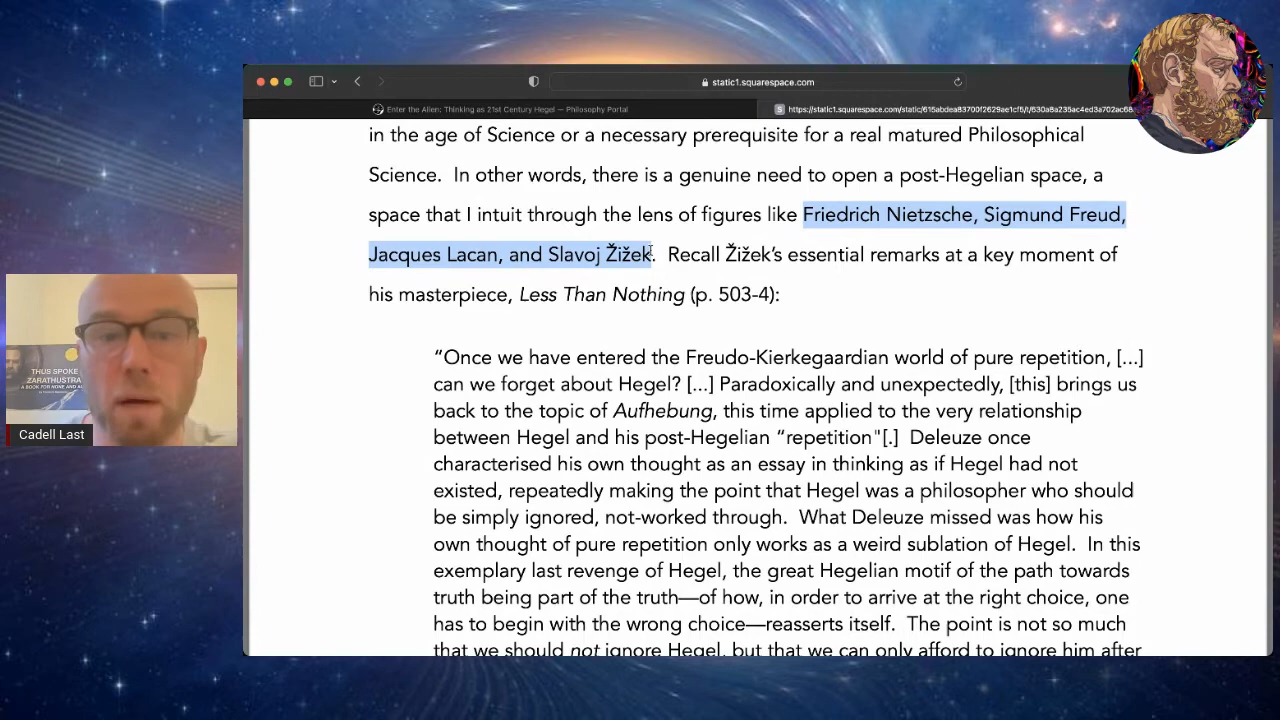 static1.squarespace.com
Enter the Alien: Thinking as 21st Century Hegel — Philosophy Portal
in the age of Science or a necessary prerequisite for a real matured Philosophical
Science. In other words, there is a genuine need to open a post-Hegelian space, a
space that I intuit through the lens of figures like Friedrich Nietzsche, Sigmund Freud,
Jacques Lacan, and Slavoj Žižek. Recall Žižek's essential remarks at a key moment of
his masterpiece, Less Than Nothing (p. 503-4):
“Once we have entered the Freudo-Kierkegaardian world of pure repetition, [...]
can we forget about Hegel? [...] Paradoxically and unexpectedly, [this] brings us
back to the topic of Aufhebung, this time applied to the very relationship
between Hegel and his post-Hegelian “repetition"[.] Deleuze once
characterised his own thought as an essay in thinking as if Hegel had not
existed, repeatedly making the point that Hegel was a philosopher who should
be simply ignored, not-worked through. What Deleuze missed was how his
own thought of pure repetition only works as a weird sublation of Hegel. In this
exemplary last revenge of Hegel, the great Hegelian motif of the path towards
truth being part of the truth—of how, in order to arrive at the right choice, one
has to begin with the wrong choice—reasserts itself. The point is not so much
that we should not ignore Hegel, but that we can only afford to ignore him after
THUS SPOKE
ZARATHUSTRA
Cadell Last